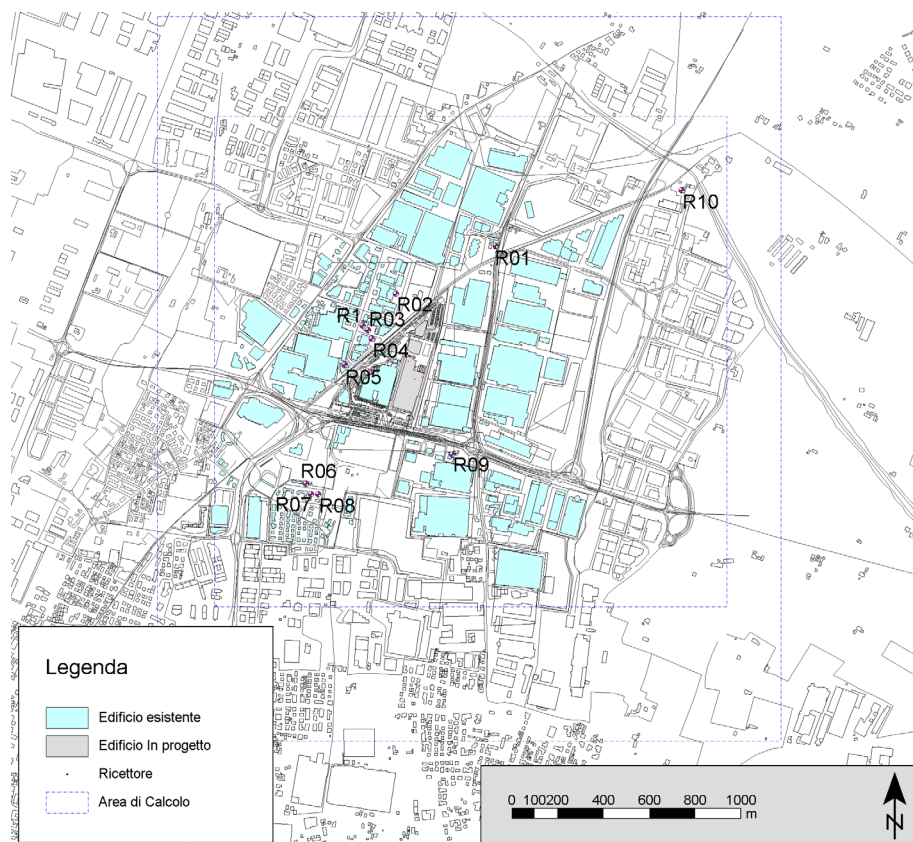 R10
R01
R02
R1
R03
R04
R05
R09
R06
R07
R08
Legenda
Edificio esistente
Edificio In progetto
Ricettore
Area di Calcolo
0 100200 400 600 800 1000
m
N